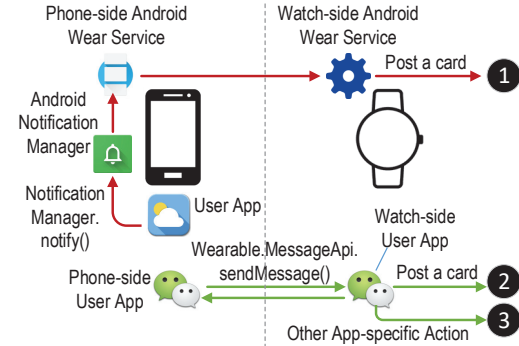 Phone-side Android
Wear Service
Watch-side Android
Wear Service
Post a card
1
Android
Notification
Manager
Notification
Manager.
notify()
User App
Watch-side
User App
Wearable.MessageApi.
sendMessage()
Phone-side
User App
Post a card
2
3
Other App-specific Action